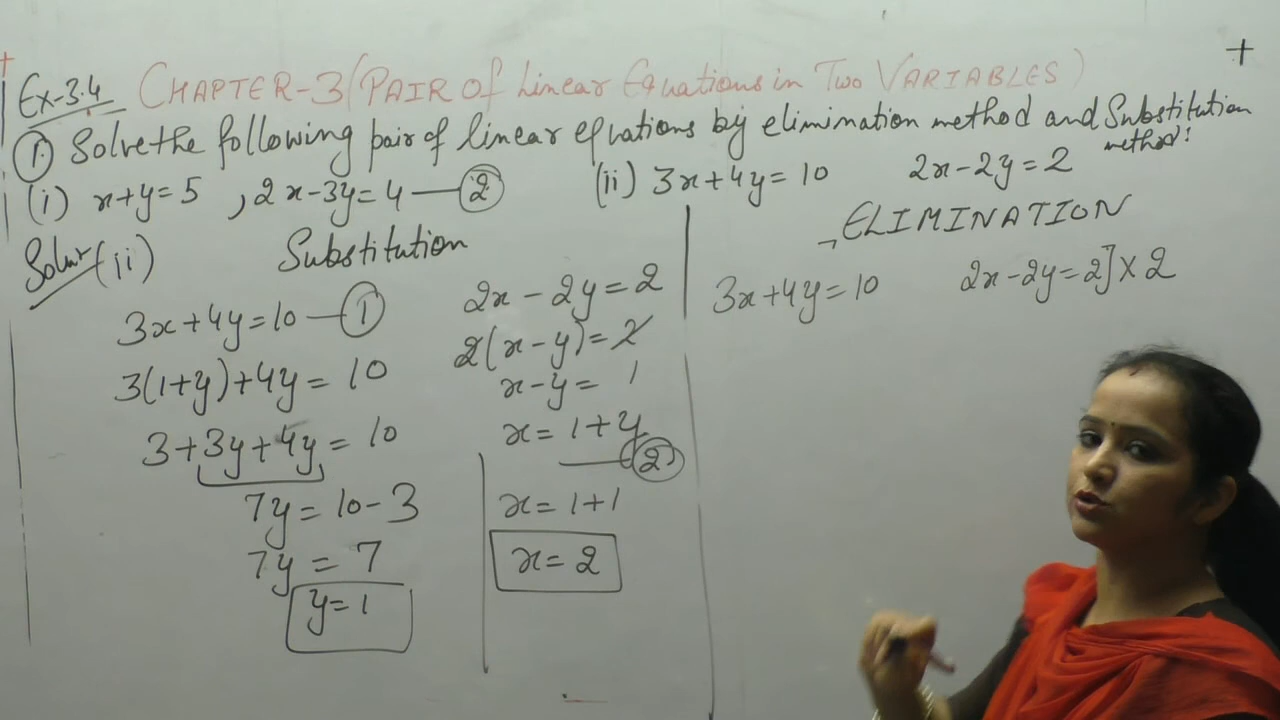 Ex-3.4 CHAPTER-3 (PAIR Of Linear Equations in Two VARIABLES)
① Solve the following pair of linear equations by elimination method and Substitution method:
(i) x+y=5 , 2x-3y=4 —② (ii) 3x+4y=10 2x-2y=2
(ii) Substitution
3x+4y=10 —①
3(1+y)+4y=10
3+3y+4y=10
7y=10-3
7y=7
y=1
2x-2y=2
2(x-y)=2
x-y=1
x=1+y
—②
x=1+1
x=2
ELIMINATION
3x+4y=10 2x-2y=2]×2